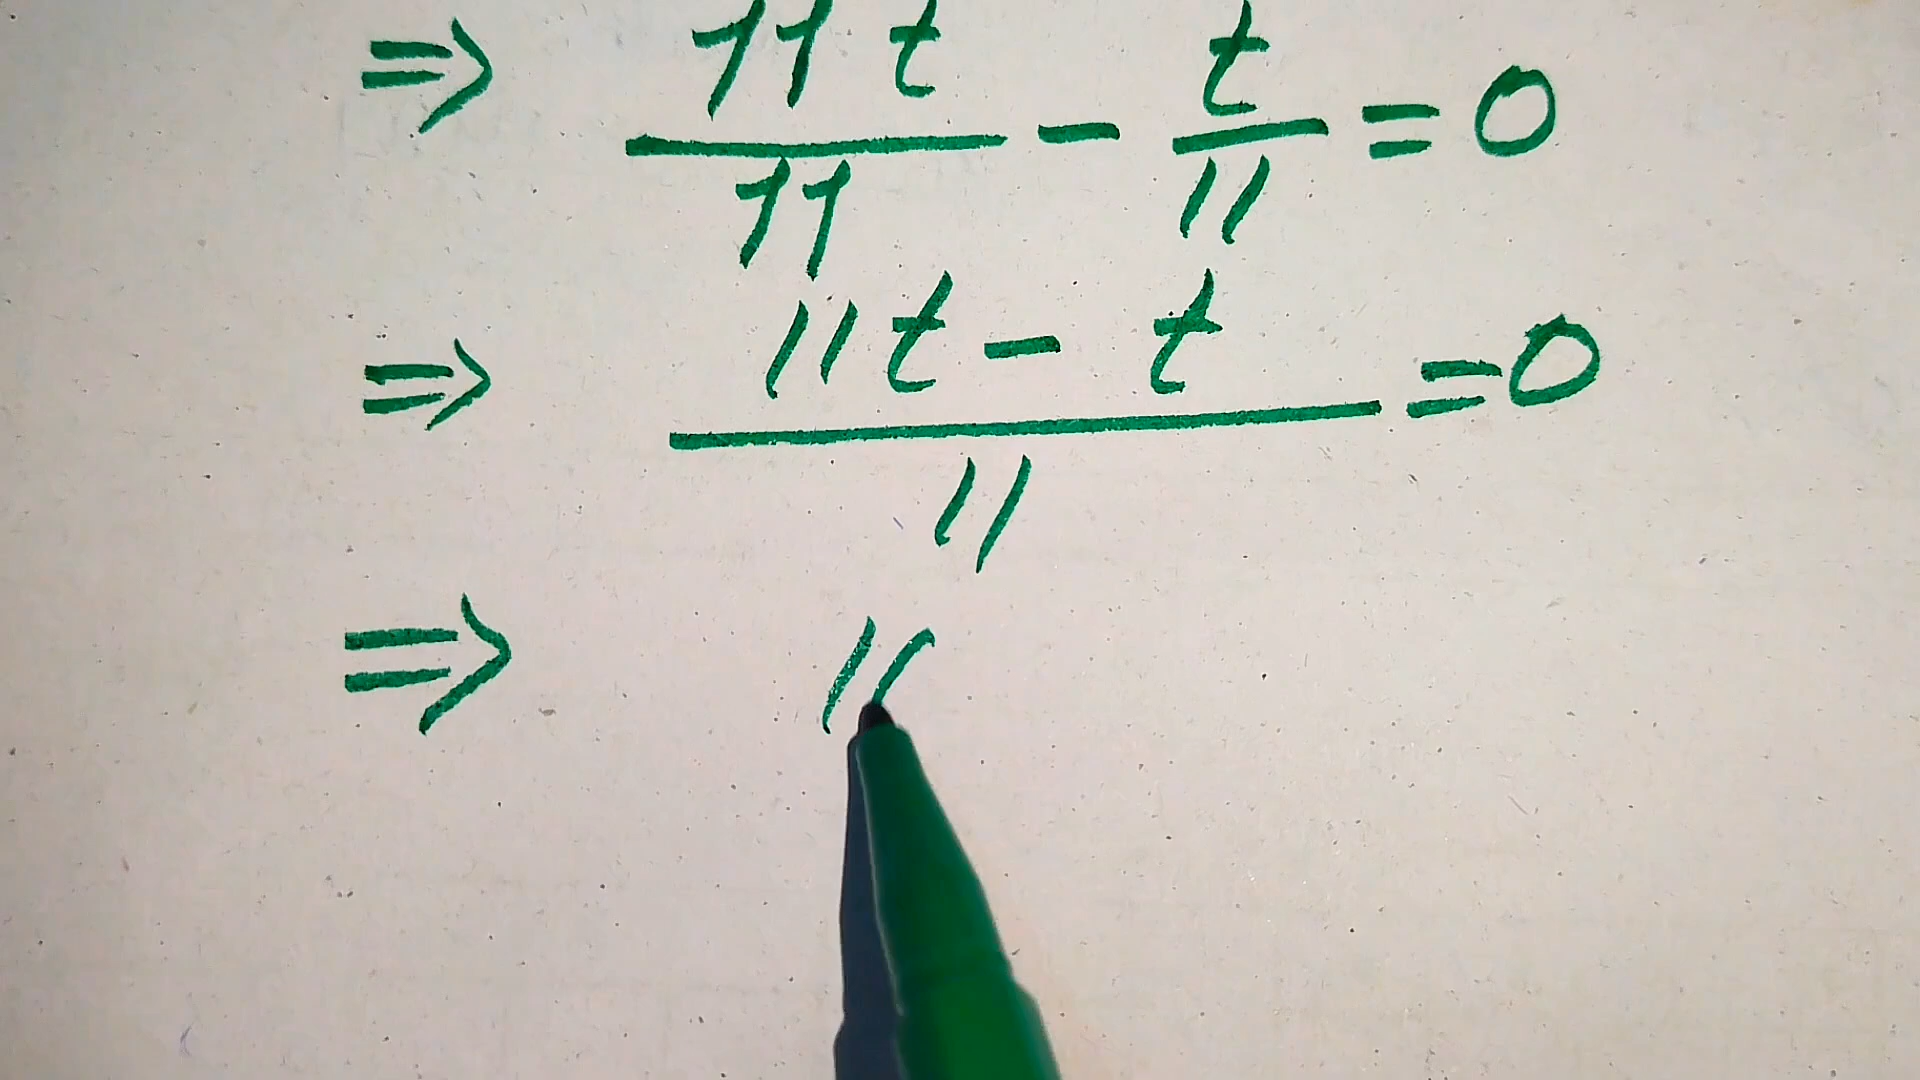 ⇒ 11t/11 - t/11 = 0
⇒ (11t - t)/11 = 0
⇒ 11